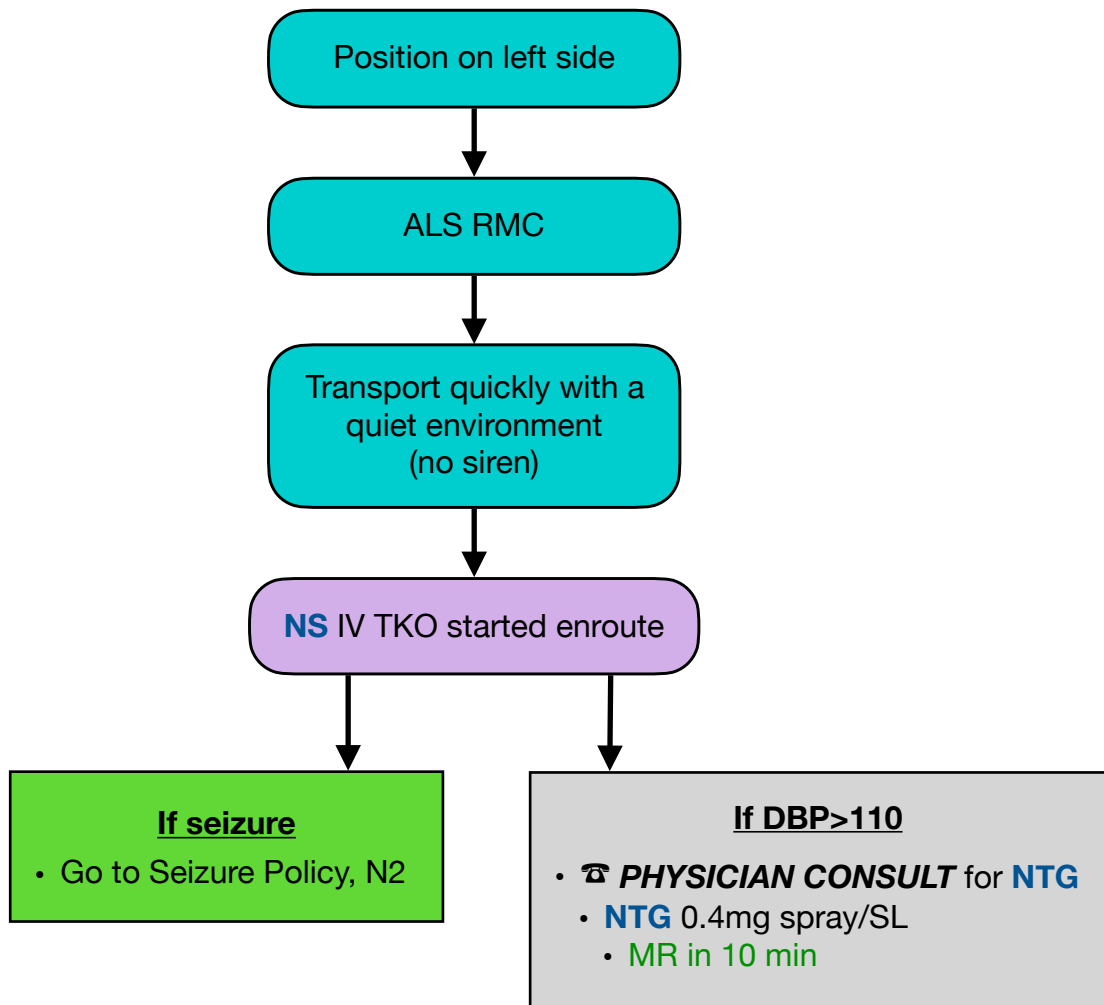 Position on left side
ALS RMC
Transport quickly with a
quiet environment
(no siren)
NS IV TKO started enroute
If seizure
• Go to Seizure Policy, N2
If DBP>110
• ☎ PHYSICIAN CONSULT for NTG
• NTG 0.4mg spray/SL
• MR in 10 min